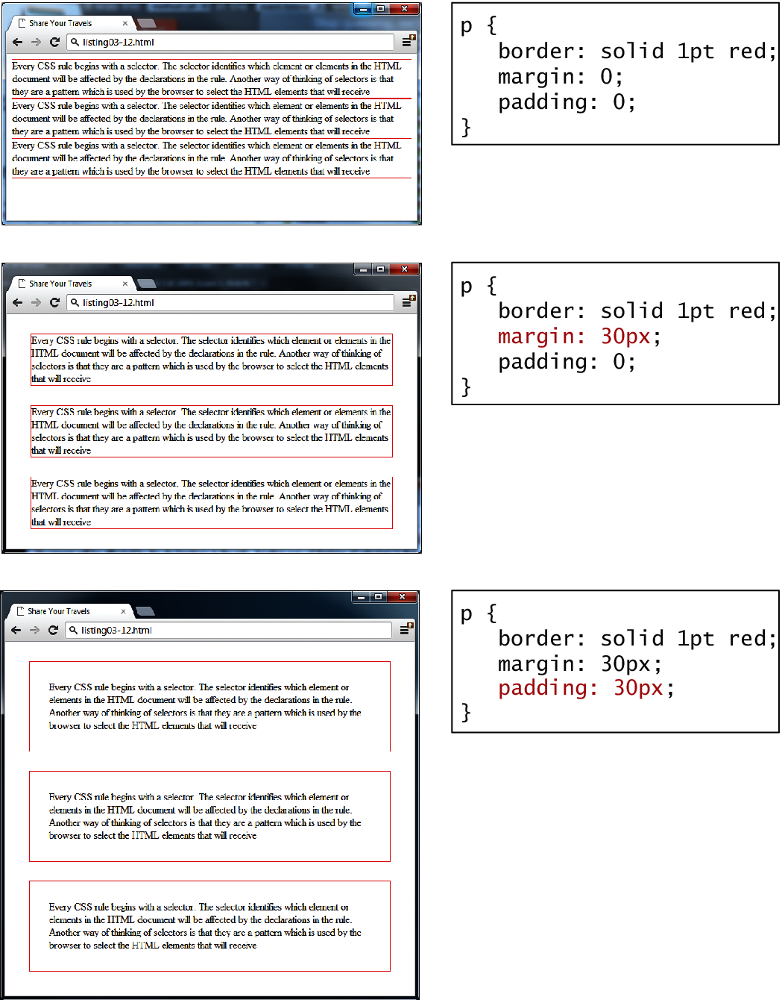 Share Your Travels
listing03-12.html
Every CSS rule begins with a selector. The selector identifies which element or elements in the HTML
document will be affected by the declarations in the rule. Another way of thinking of selectors is that
they are a pattern which is used by the browser to select the HTML elements that will receive
Every CSS rule begins with a selector. The selector identifies which element or elements in the HTML
document will be affected by the declarations in the rule. Another way of thinking of selectors is that
they are a pattern which is used by the browser to select the HTML elements that will receive
Every CSS rule begins with a selector. The selector identifies which element or elements in the HTML
document will be affected by the declarations in the rule. Another way of thinking of selectors is that
they are a pattern which is used by the browser to select the HTML elements that will receive
p {
border: solid 1pt red;
margin: 0;
padding: 0;
}
Share Your Travels
listing03-12.html
Every CSS rule begins with a selector. The selector identifies which element or elements in the
HTML document will be affected by the declarations in the rule. Another way of thinking of
selectors is that they are a pattern which is used by the browser to select the HTML elements
that will receive
Every CSS rule begins with a selector. The selector identifies which element or elements in the
HTML document will be affected by the declarations in the rule. Another way of thinking of
selectors is that they are a pattern which is used by the browser to select the HTML elements
that will receive
Every CSS rule begins with a selector. The selector identifies which element or elements in the
HTML document will be affected by the declarations in the rule. Another way of thinking of
selectors is that they are a pattern which is used by the browser to select the HTML elements
that will receive
p {
border: solid 1pt red;
margin: 30px;
padding: 0;
}
Share Your Travels
listing03-12.html
Every CSS rule begins with a selector. The selector identifies which element or
elements in the HTML document will be affected by the declarations in the rule.
Another way of thinking of selectors is that they are a pattern which is used by the
browser to select the HTML elements that will receive
Every CSS rule begins with a selector. The selector identifies which element or
elements in the HTML document will be affected by the declarations in the rule.
Another way of thinking of selectors is that they are a pattern which is used by the
browser to select the HTML elements that will receive
Every CSS rule begins with a selector. The selector identifies which element or
elements in the HTML document will be affected by the declarations in the rule.
Another way of thinking of selectors is that they are a pattern which is used by the
browser to select the HTML elements that will receive
p {
border: solid 1pt red;
margin: 30px;
padding: 30px;
}